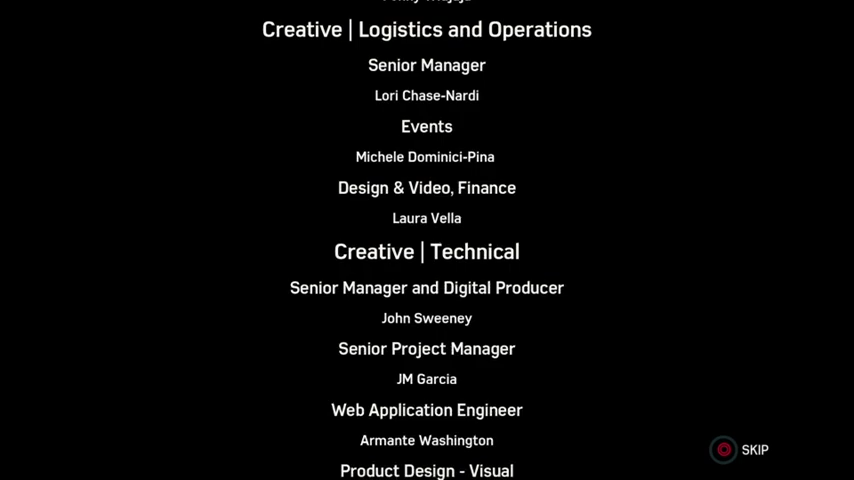 Creative | Logistics and Operations
Senior Manager
Lori Chase-Nardi
Events
Michele Dominici-Pina
Design & Video, Finance
Laura Vella
Creative | Technical
Senior Manager and Digital Producer
John Sweeney
Senior Project Manager
JM Garcia
Web Application Engineer
Armante Washington
SKIP
Product Design - Visual